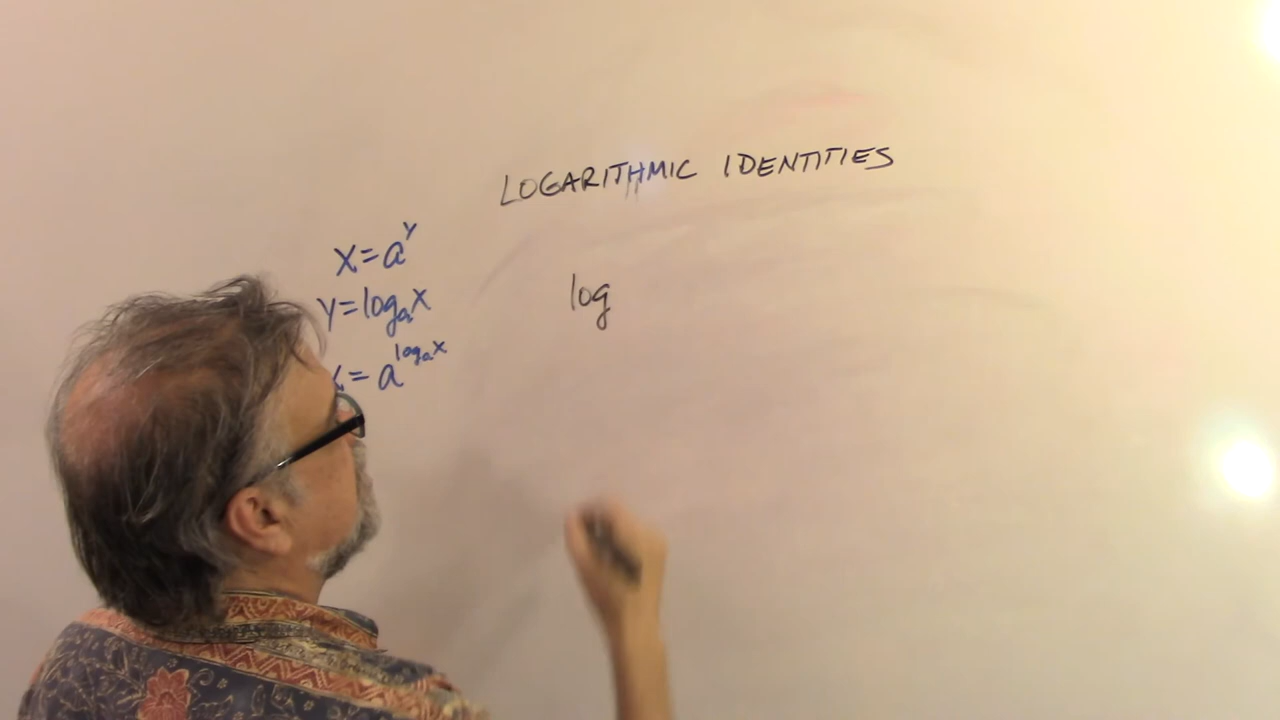 LOGARITHMIC IDENTITIES
x = a^y
y = log_a x
x = a^(log_a x)
log